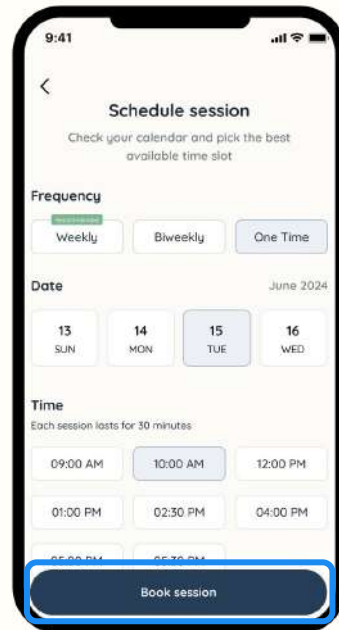 9:41
Schedule session
Check your calendar and pick the best
available time slot
Frequency
Weekly Biweekly One Time
Date June 2024
13 14 15 16
SUN MON TUE WED
Time
Each session lasts for 30 minutes
09:00 AM 10:00 AM 12:00 PM
01:00 PM 02:30 PM 04:00 PM
Book session